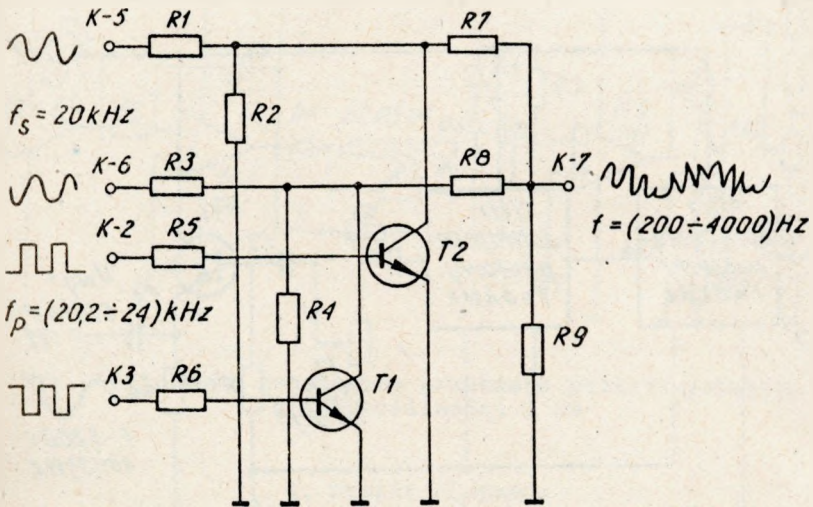 K-5 R1 R7
R2
fs = 20kHz
K-6 R3 R8 K-7
K-2 R5 T2 f = (200÷4000)Hz
fp = (20,2÷24)kHz R4 R9
K3 R6 T1